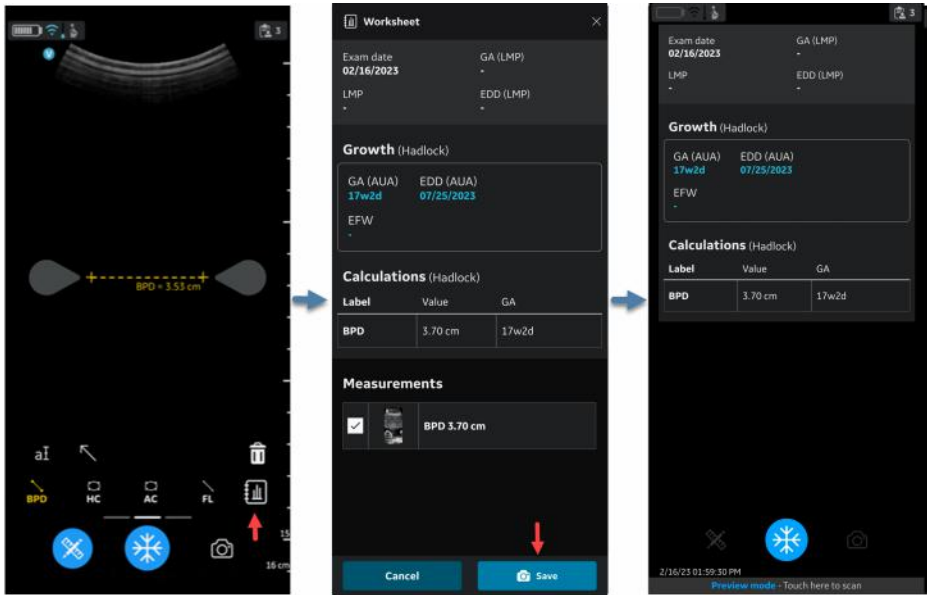 3
V
BPD = 3.53 cm
aI
BPD HC AC FL
15
16 cm
Worksheet
Exam date GA (LMP)
02/16/2023 -
LMP EDD (LMP)
- -
Growth (Hadlock)
GA (AUA) EDD (AUA)
17w2d 07/25/2023
EFW
-
Calculations (Hadlock)
Label Value GA
BPD 3.70 cm 17w2d
Measurements
BPD 3.70 cm
Cancel Save
3
Exam date GA (LMP)
02/16/2023 -
LMP EDD (LMP)
- -
Growth (Hadlock)
GA (AUA) EDD (AUA)
17w2d 07/25/2023
EFW
-
Calculations (Hadlock)
Label Value GA
BPD 3.70 cm 17w2d
2/16/23 01:59:30 PM
Preview mode - Touch here to scan